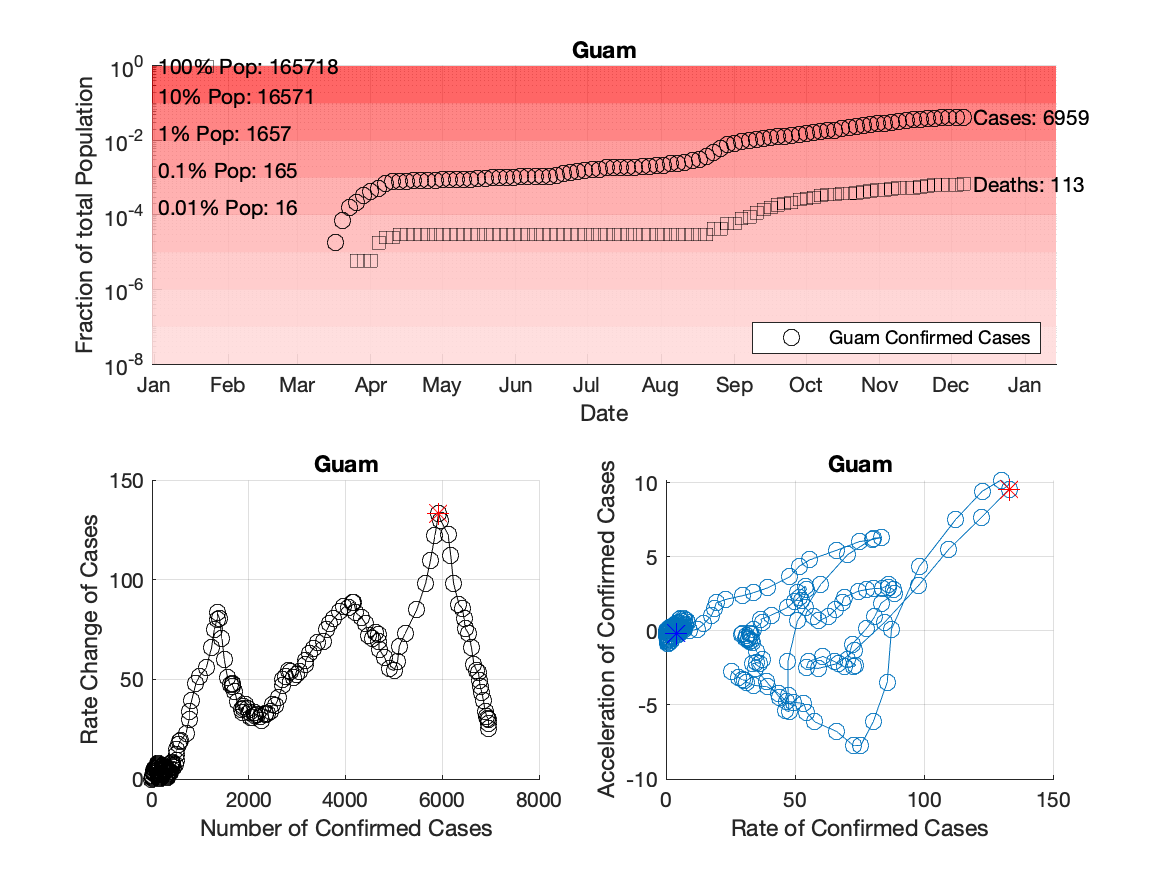 Guam
Fraction of total Population
10^0
10^-2
10^-4
10^-6
10^-8
100% Pop: 165718
10% Pop: 16571
1% Pop: 1657
0.1% Pop: 165
0.01% Pop: 16
Cases: 6959
Deaths: 113
Guam Confirmed Cases
Jan Feb Mar Apr May Jun Jul Aug Sep Oct Nov Dec Jan
Date
Guam
Rate Change of Cases
150
100
50
0
0 2000 4000 6000 8000
Number of Confirmed Cases
Guam
Acceleration of Confirmed Cases
10
5
0
-5
-10
0 50 100 150
Rate of Confirmed Cases